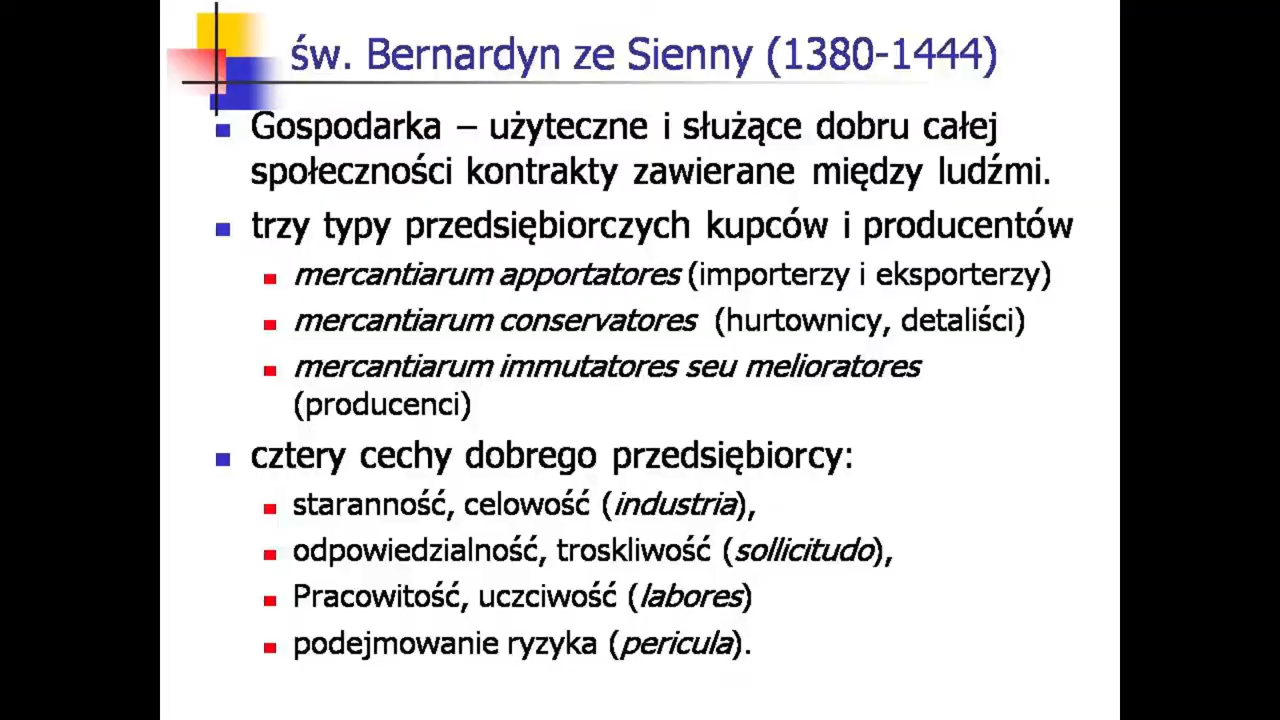 św. Bernardyn ze Sienny (1380-1444)
Gospodarka – użyteczne i służące dobru całej
społeczności kontrakty zawierane między ludźmi.
trzy typy przedsiębiorczych kupców i producentów
mercantiarum apportatores (importerzy i eksporterzy)
mercantiarum conservatores (hurtownicy, detaliści)
mercantiarum immutatores seu melioratores
(producenci)
cztery cechy dobrego przedsiębiorcy:
staranność, celowość (industria),
odpowiedzialność, troskliwość (sollicitudo),
Pracowitość, uczciwość (labores)
podejmowanie ryzyka (pericula).